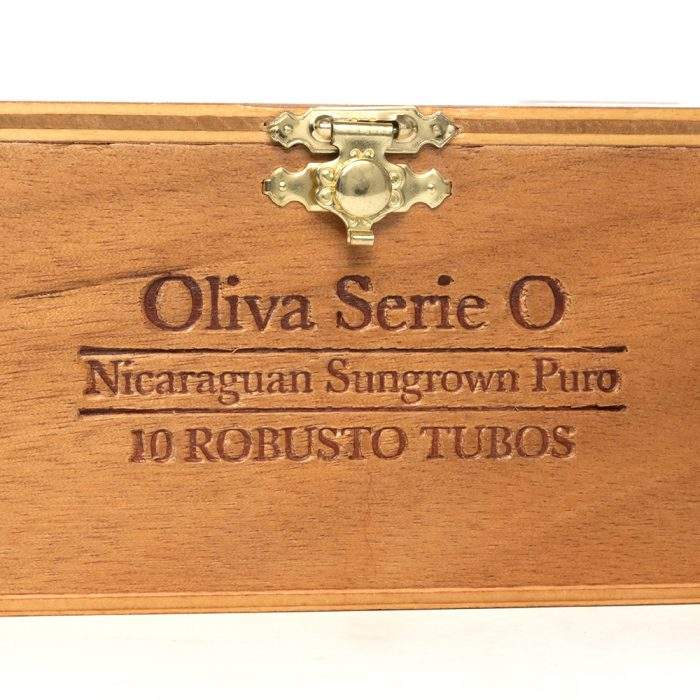 Oliva Serie O
Nicaraguan Sungrown Puro
10 ROBUSTO TUBOS